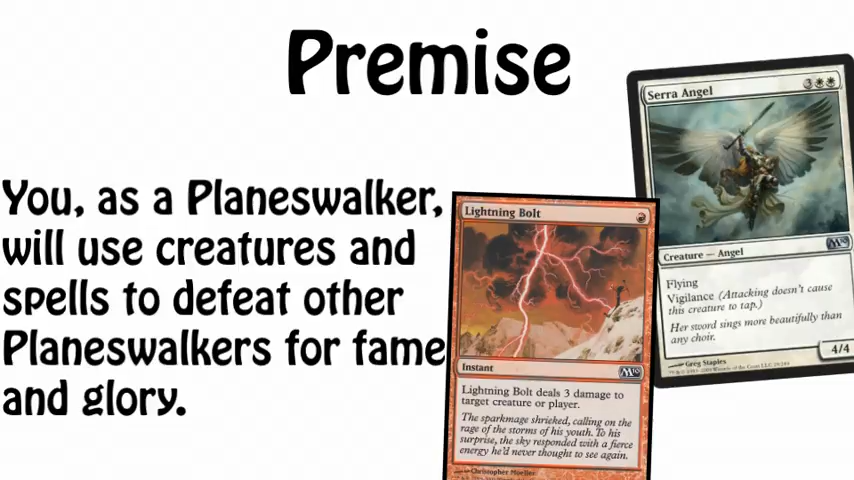 Premise
You, as a Planeswalker,
will use creatures and
spells to defeat other
Planeswalkers for fame
and glory.
Lightning Bolt
Instant
M10
Lightning Bolt deals 3 damage to
target creature or player.
The sparkmage shrieked, calling on the
rage of the storms of his youth. To his
surprise, the sky responded with a fierce
energy he'd never thought to see again.
Christopher Moeller
Serra Angel
3
Creature — Angel
Flying
Vigilance (Attacking doesn't cause
this creature to tap.)
Her sword sings more beautifully than
any choir.
4/4
Greg Staples